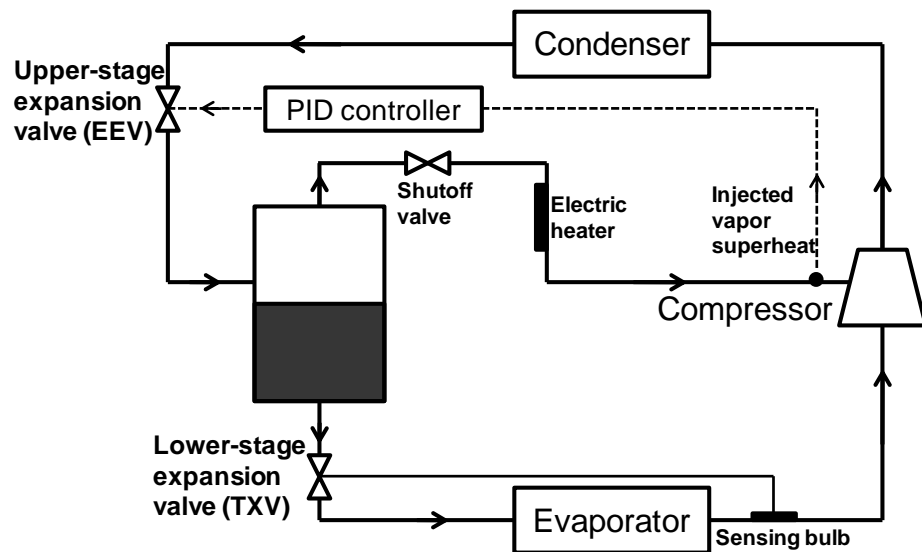 Condenser
Upper-stage
expansion
valve (EEV)
PID controller
Shutoff
valve
Electric
heater
Injected
vapor
superheat
Compressor
Lower-stage
expansion
valve (TXV)
Evaporator
Sensing bulb